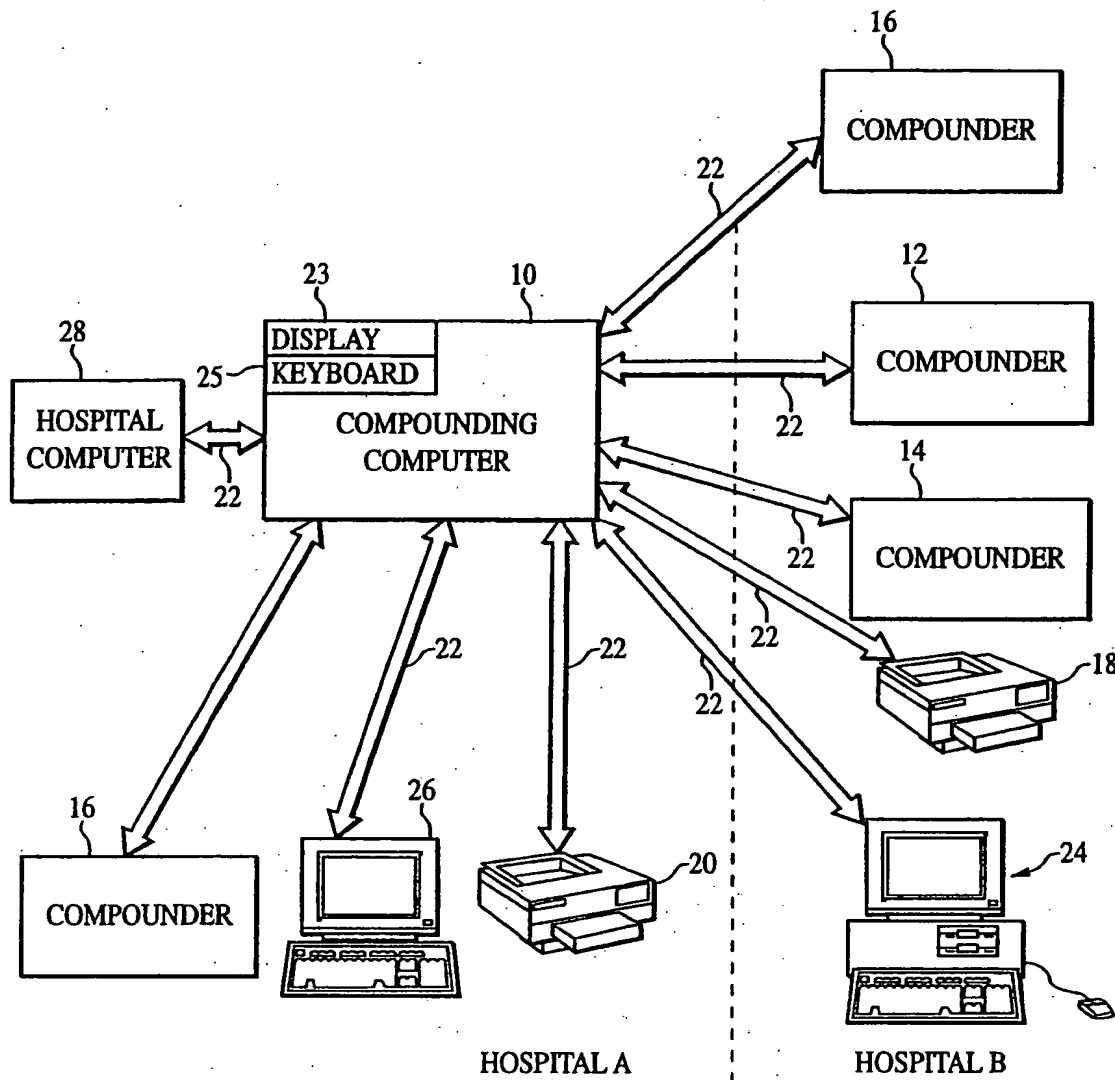 16
COMPOUNDER
22
23
10
12
DISPLAY
KEYBOARD
25
COMPOUNDING
COMPUTER
28
HOSPITAL
COMPUTER
22
COMPOUNDER
22
14
COMPOUNDER
22
22
18
22
22
22
16
COMPOUNDER
26
20
24
HOSPITAL A
HOSPITAL B